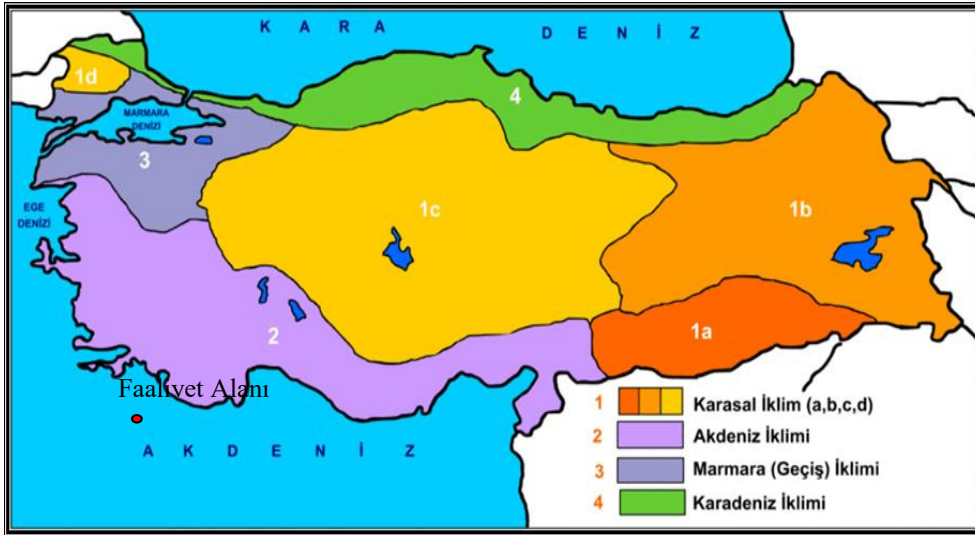 K A R A D E N İ Z
1d
MARMARA
DENİZİ
4
3
EGE
DENİZİ
1c
1b
2
1a
Faaliyet Alanı
A K D E N İ Z
1 Karasal İklim (a,b,c,d)
2 Akdeniz İklimi
3 Marmara (Geçiş) İklimi
4 Karadeniz İklimi